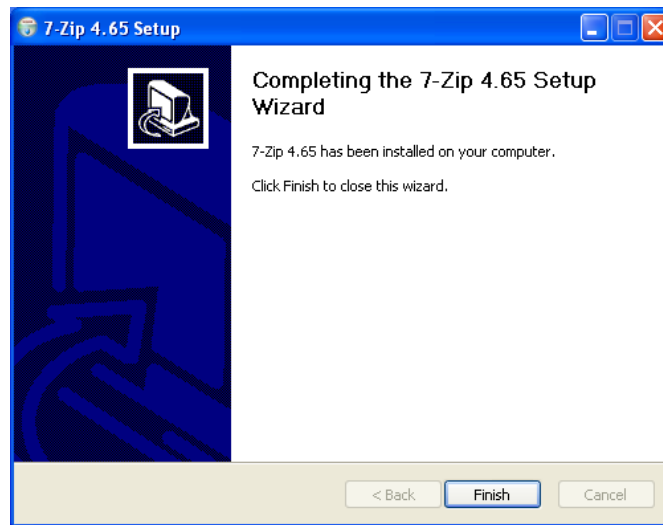 7-Zip 4.65 Setup
Completing the 7-Zip 4.65 Setup
Wizard
7-Zip 4.65 has been installed on your computer.
Click Finish to close this wizard.
< Back
Finish
Cancel